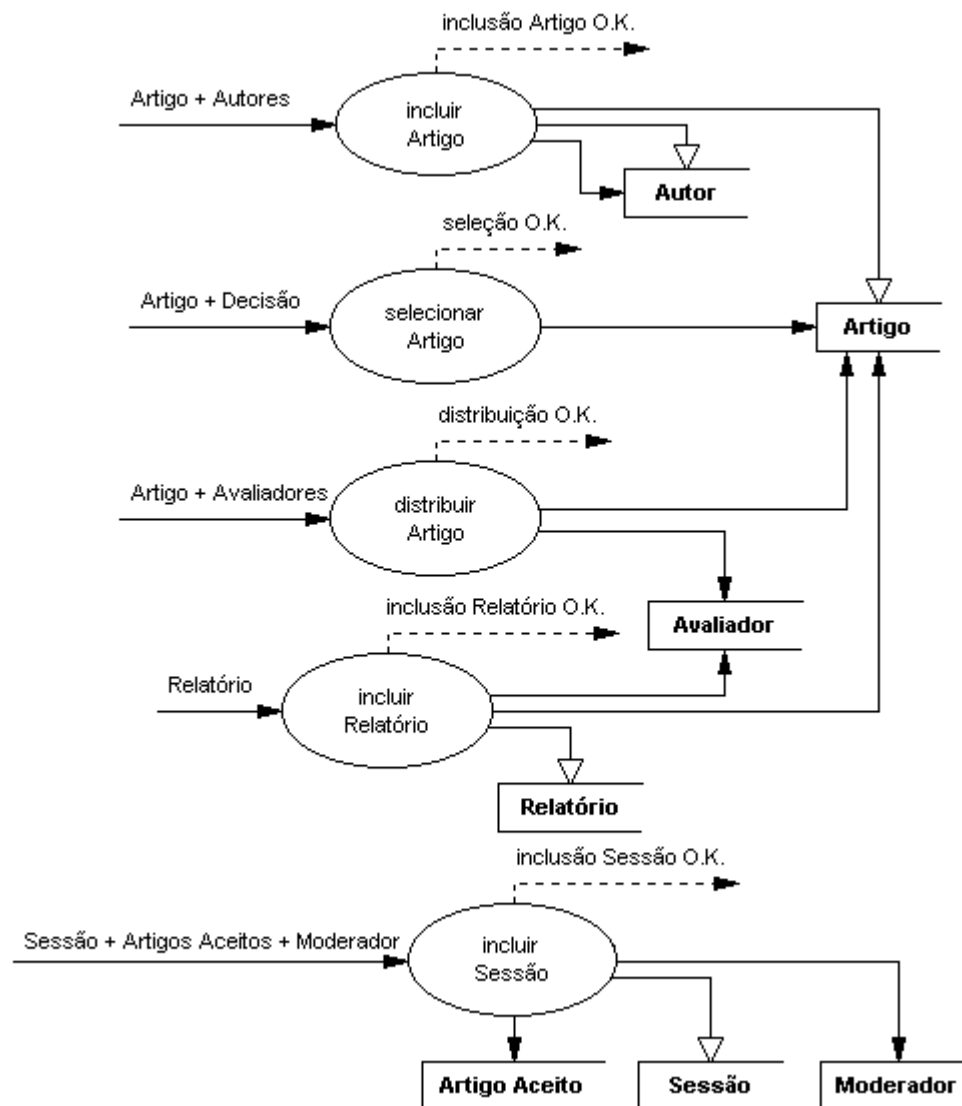 inclusão Artigo O.K.
Artigo + Autores
incluir
Artigo
Autor
seleção O.K.
Artigo + Decisão
selecionar
Artigo
Artigo
distribuição O.K.
Artigo + Avaliadores
distribuir
Artigo
inclusão Relatório O.K.
Avaliador
Relatório
incluir
Relatório
Relatório
inclusão Sessão O.K.
Sessão + Artigos Aceitos + Moderador
incluir
Sessão
Artigo Aceito
Sessão
Moderador